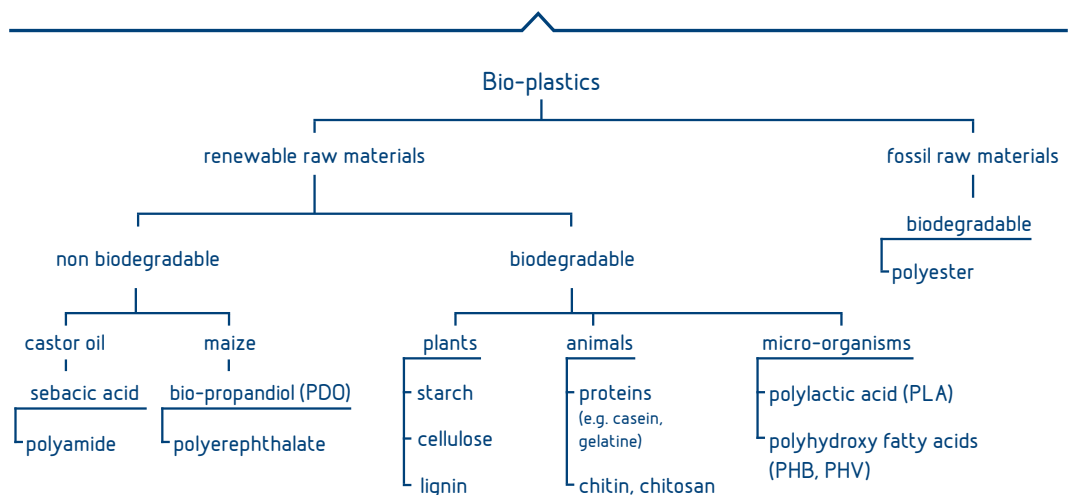 Bio-plastics
renewable raw materials
fossil raw materials
biodegradable
polyester
non biodegradable
biodegradable
castor oil
maize
plants
animals
micro-organisms
sebacic acid
polyamide
bio-propandiol (PDO)
polyerephthalate
starch
cellulose
lignin
proteins
(e.g. casein,
gelatine)
chitin, chitosan
polylactic acid (PLA)
polyhydroxy fatty acids
(PHB, PHV)